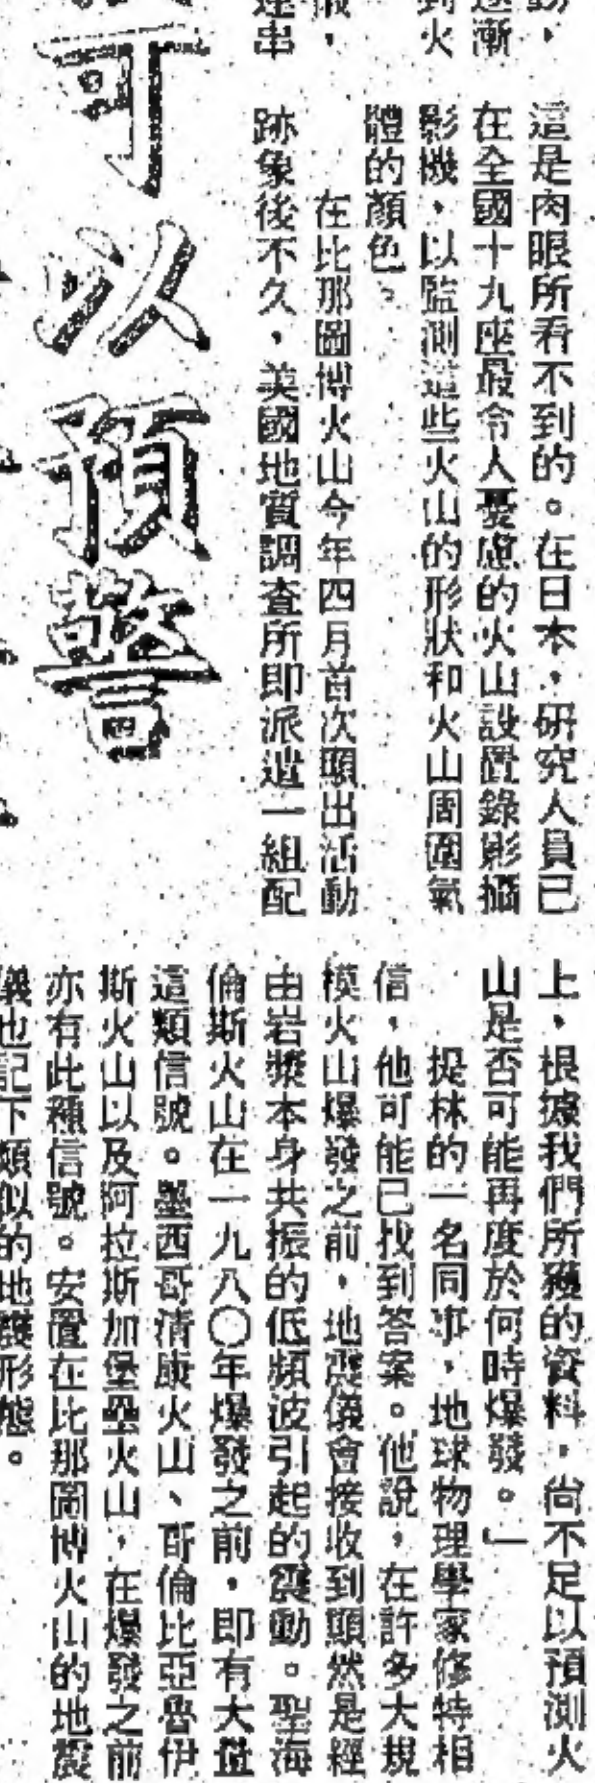 動，
逐漸
到火
連串
這是肉眼所看不到的。在日本，研究人員已
在全國十九座最令人憂慮的火山設置錄影攝
影機，以監測這些火山的形狀和火山周圍氣
體的顏色。
在比那圖博火山今年四月首次顯出活動
跡象後不久，美國地質調查所即派遣一組配
可以預警
上，根據我們所獲的資料，尚不足以預測火
山是否可能再度於何時爆發。」
提林的一名同事，地球物理學家修特相
信，他可能已找到答案。他說，在許多大規
模火山爆發之前，地震儀會接收到顯然是經
由岩漿本身共振的低頻波引起的震動。聖海
倫斯火山在一九八〇年爆發之前，即有大量
這類信號。墨西哥清康火山、哥倫比亞魯伊
斯火山以及阿拉斯加堡壘火山，在爆發之前
亦有此種信號。安置在比那圖博火山的地震
儀也記下類似的地震形態。